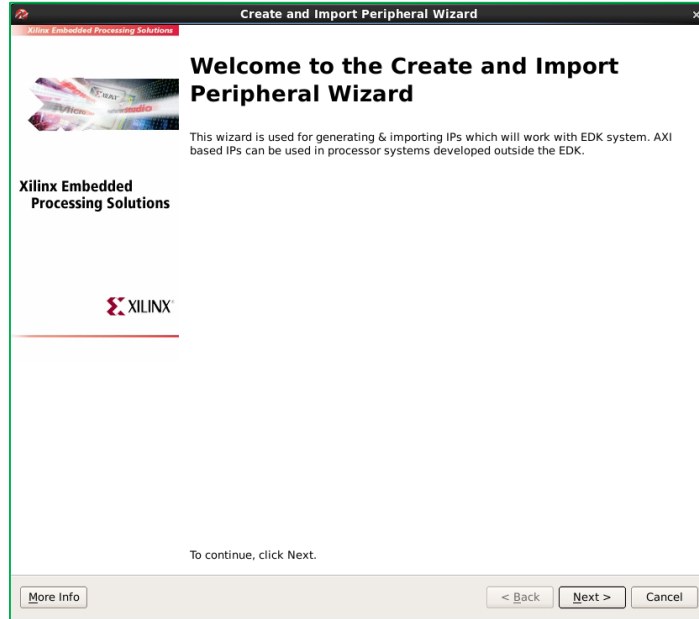 Create and Import Peripheral Wizard
Xilinx Embedded Processing Solutions
Welcome to the Create and Import
Peripheral Wizard
This wizard is used for generating & importing IPs which will work with EDK system. AXI
based IPs can be used in processor systems developed outside the EDK.
Xilinx Embedded
Processing Solutions
XILINX
To continue, click Next.
More Info
< Back
Next >
Cancel